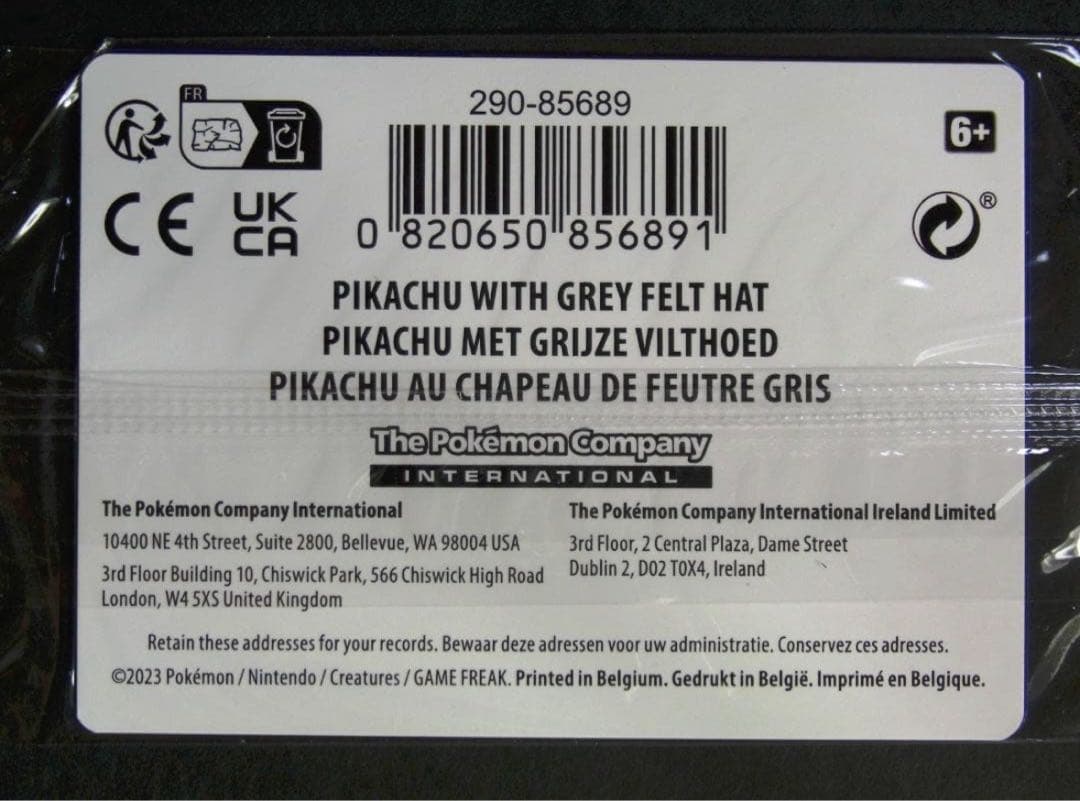 FR
290-85689
6+
CE
UK
CA
®
0 820650 856891
PIKACHU WITH GREY FELT HAT
PIKACHU MET GRIJZE VILTHOED
PIKACHU AU CHAPEAU DE FEUTRE GRIS
The Pokémon Company
INTERNATIONAL
The Pokémon Company International
10400 NE 4th Street, Suite 2800, Bellevue, WA 98004 USA
3rd Floor Building 10, Chiswick Park, 566 Chiswick High Road
London, W4 5XS United Kingdom
The Pokémon Company International Ireland Limited
3rd Floor, 2 Central Plaza, Dame Street
Dublin 2, D02 T0X4, Ireland
Retain these addresses for your records. Bewaar deze adressen voor uw administratie. Conservez ces adresses.
©2023 Pokémon / Nintendo / Creatures / GAME FREAK. Printed in Belgium. Gedrukt in België. Imprimé en Belgique.